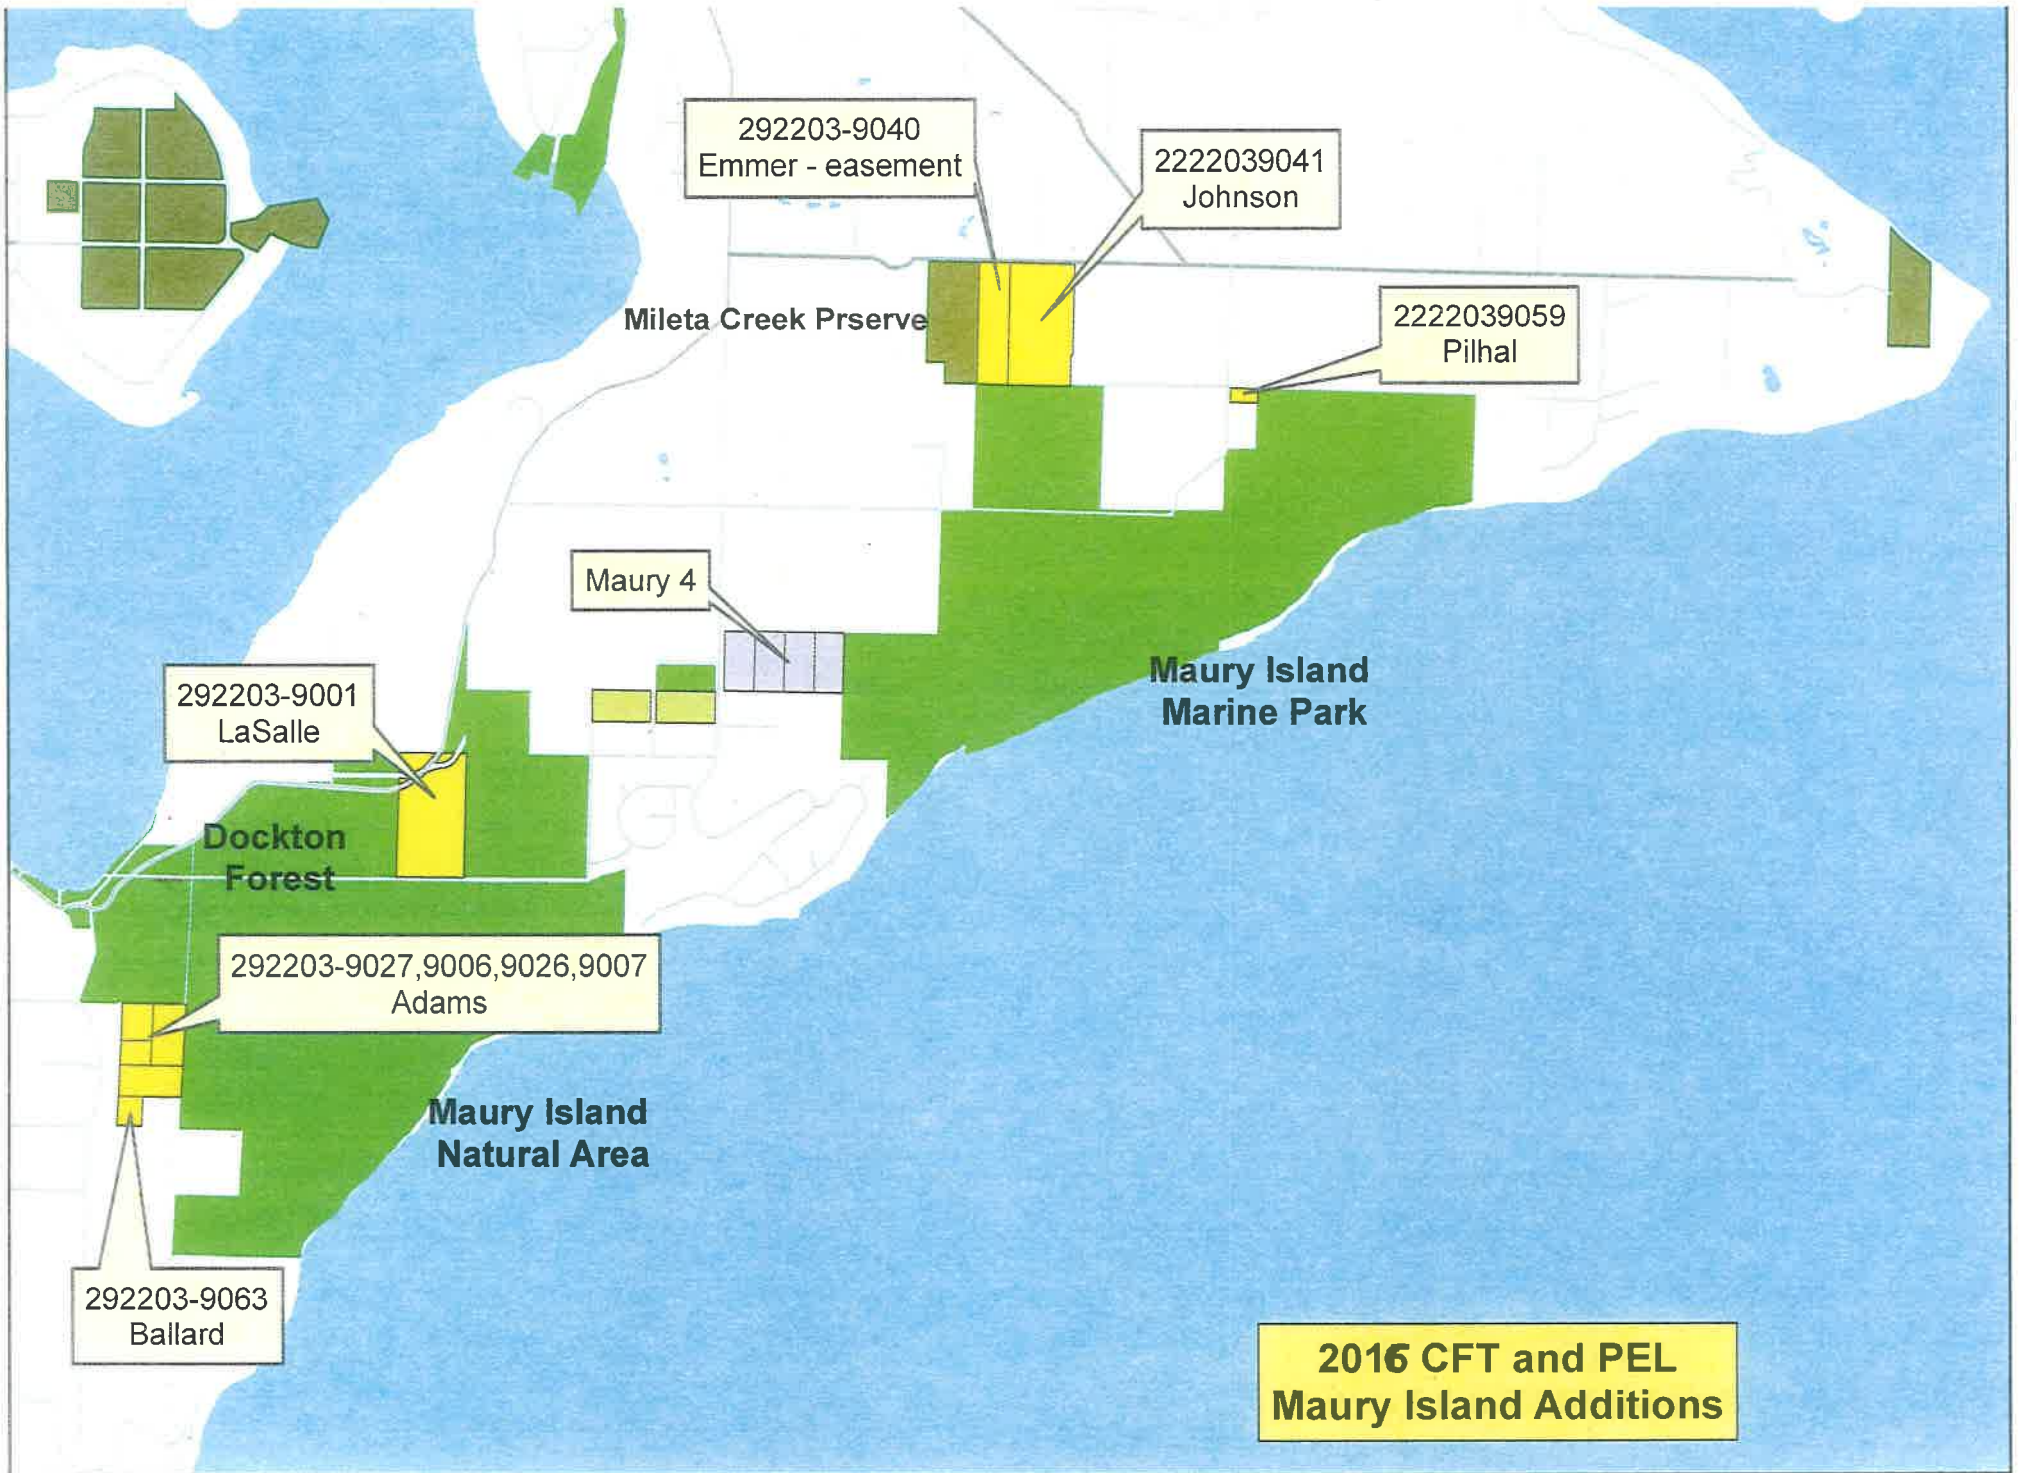 292203-9040
Emmer - easement
2222039041
Johnson
Mileta Creek Prserve
2222039059
Pilhal
Maury 4
292203-9001
LaSalle
Maury Island
Marine Park
Dockton
Forest
292203-9027,9006,9026,9007
Adams
Maury Island
Natural Area
292203-9063
Ballard
2016 CFT and PEL
Maury Island Additions